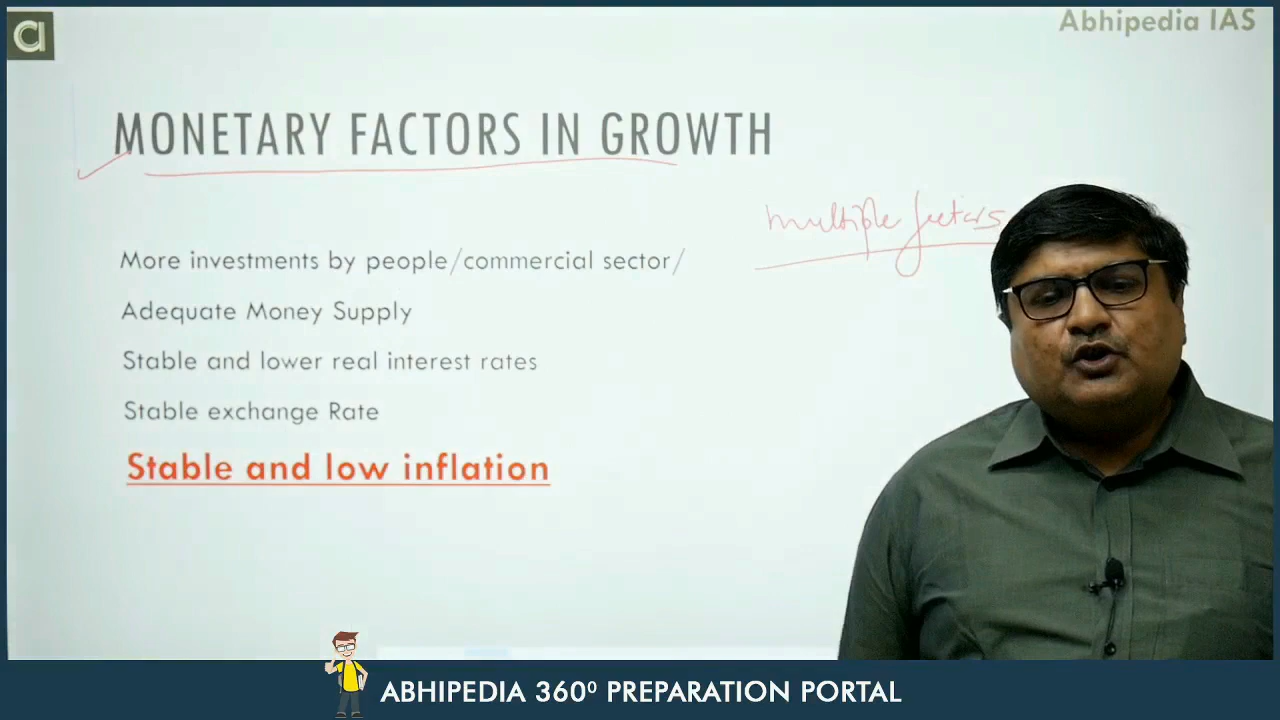 Abhipedia IAS
MONETARY FACTORS IN GROWTH
multiple factors
More investments by people/commercial sector/
Adequate Money Supply
Stable and lower real interest rates
Stable exchange Rate
Stable and low inflation
ABHIPEDIA 360⁰ PREPARATION PORTAL